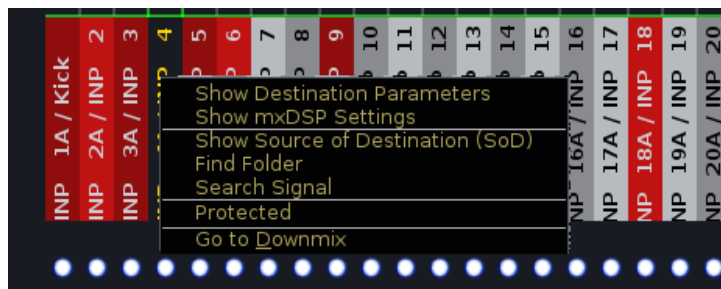 INP 1A / Kick
INP 2A / INP 2
INP 3A / INP 3
4
5
6
7
8
9
10
11
12
13
14
15
16A / INP 16
NP 17A / INP 17
NP 18A / INP 18
NP 19A / INP 19
NP 20A / INP 20
Show Destination Parameters
Show mxDSP Settings
Show Source of Destination (SoD)
Find Folder
Search Signal
Protected
Go to Downmix